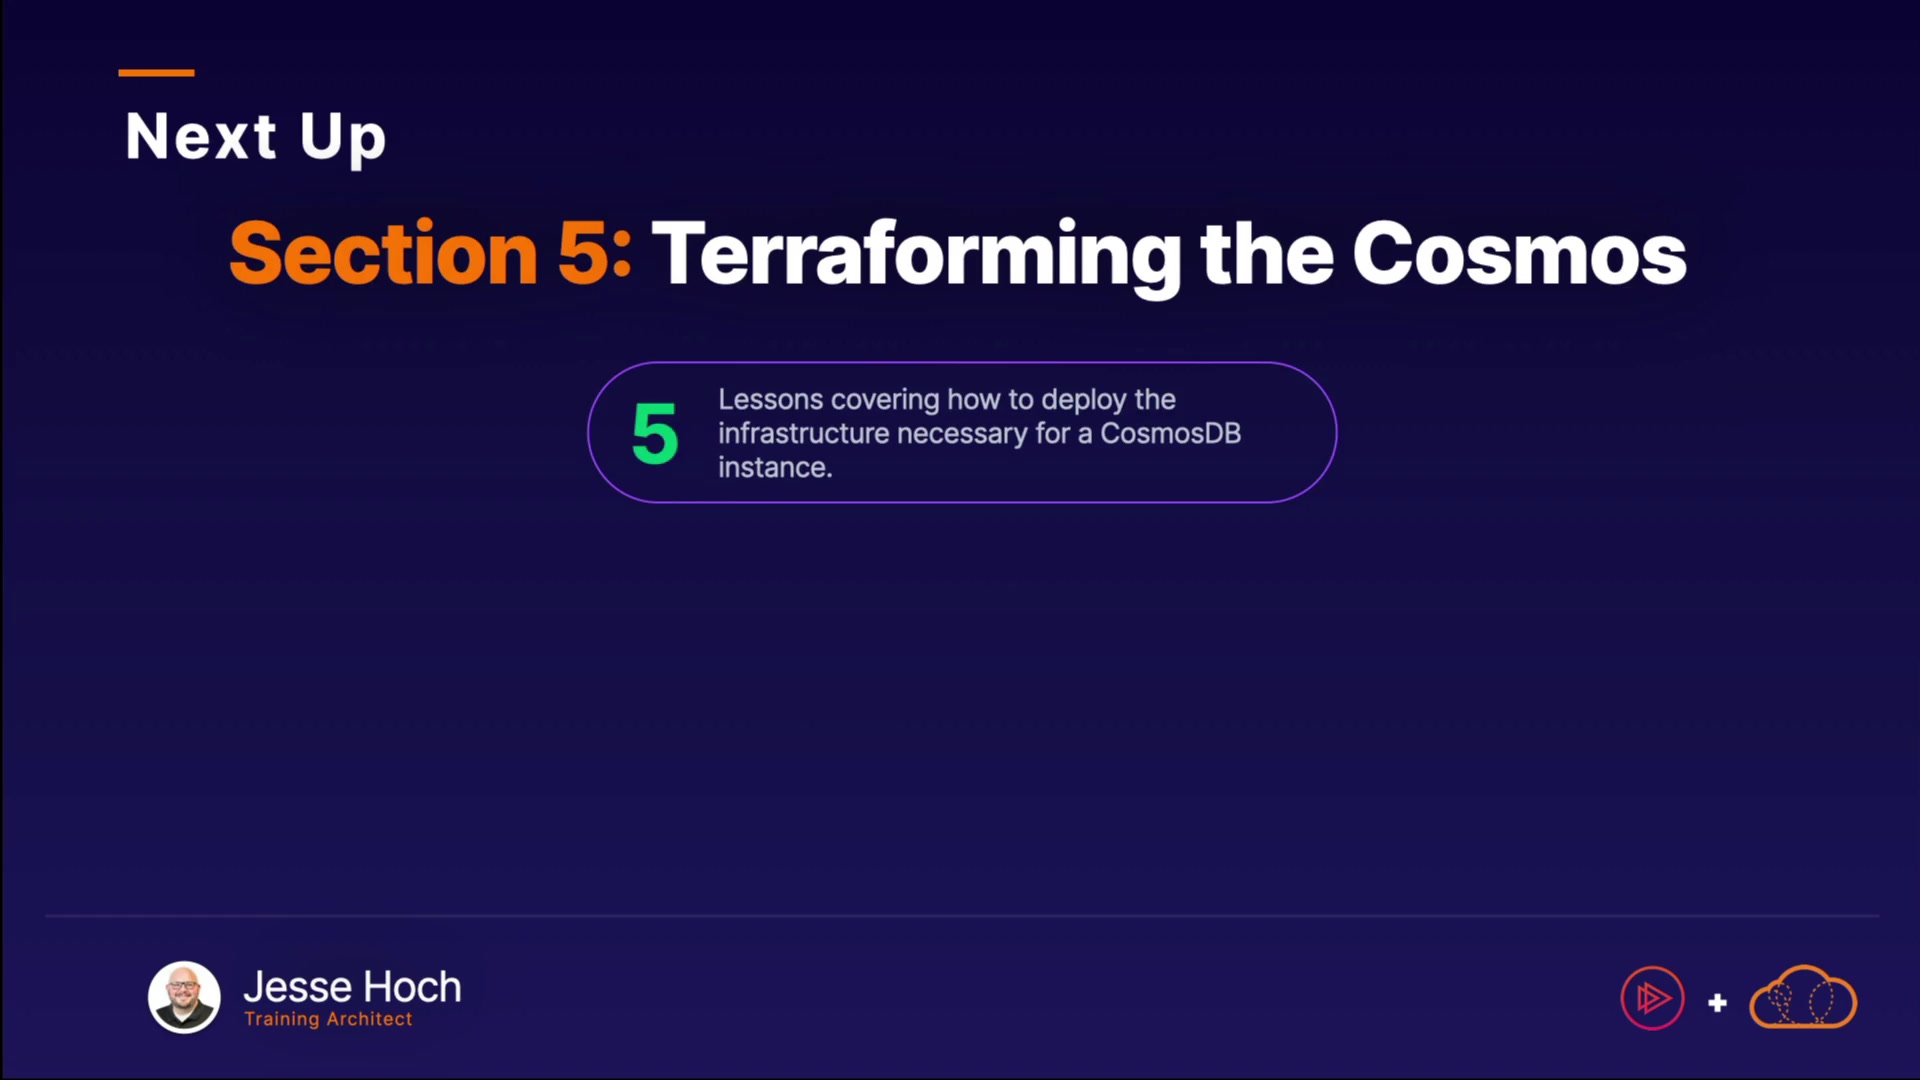 Next Up
Section 5: Terraforming the Cosmos
5
Lessons covering how to deploy the
infrastructure necessary for a CosmosDB
instance.
Jesse Hoch
Training Architect
+